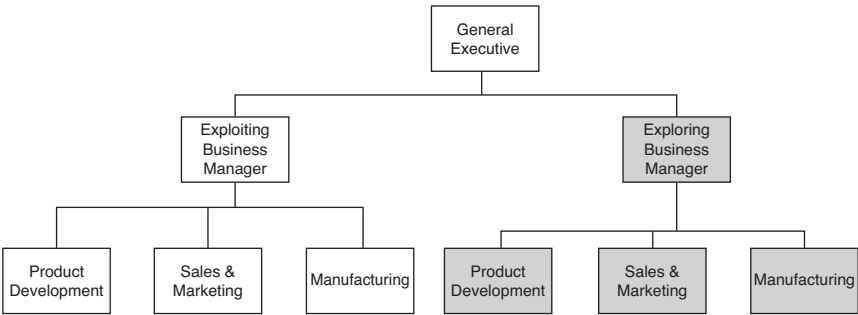 General
Executive
Exploiting
Business
Manager
Exploring
Business
Manager
Product
Development
Sales &
Marketing
Manufacturing
Product
Development
Sales &
Marketing
Manufacturing